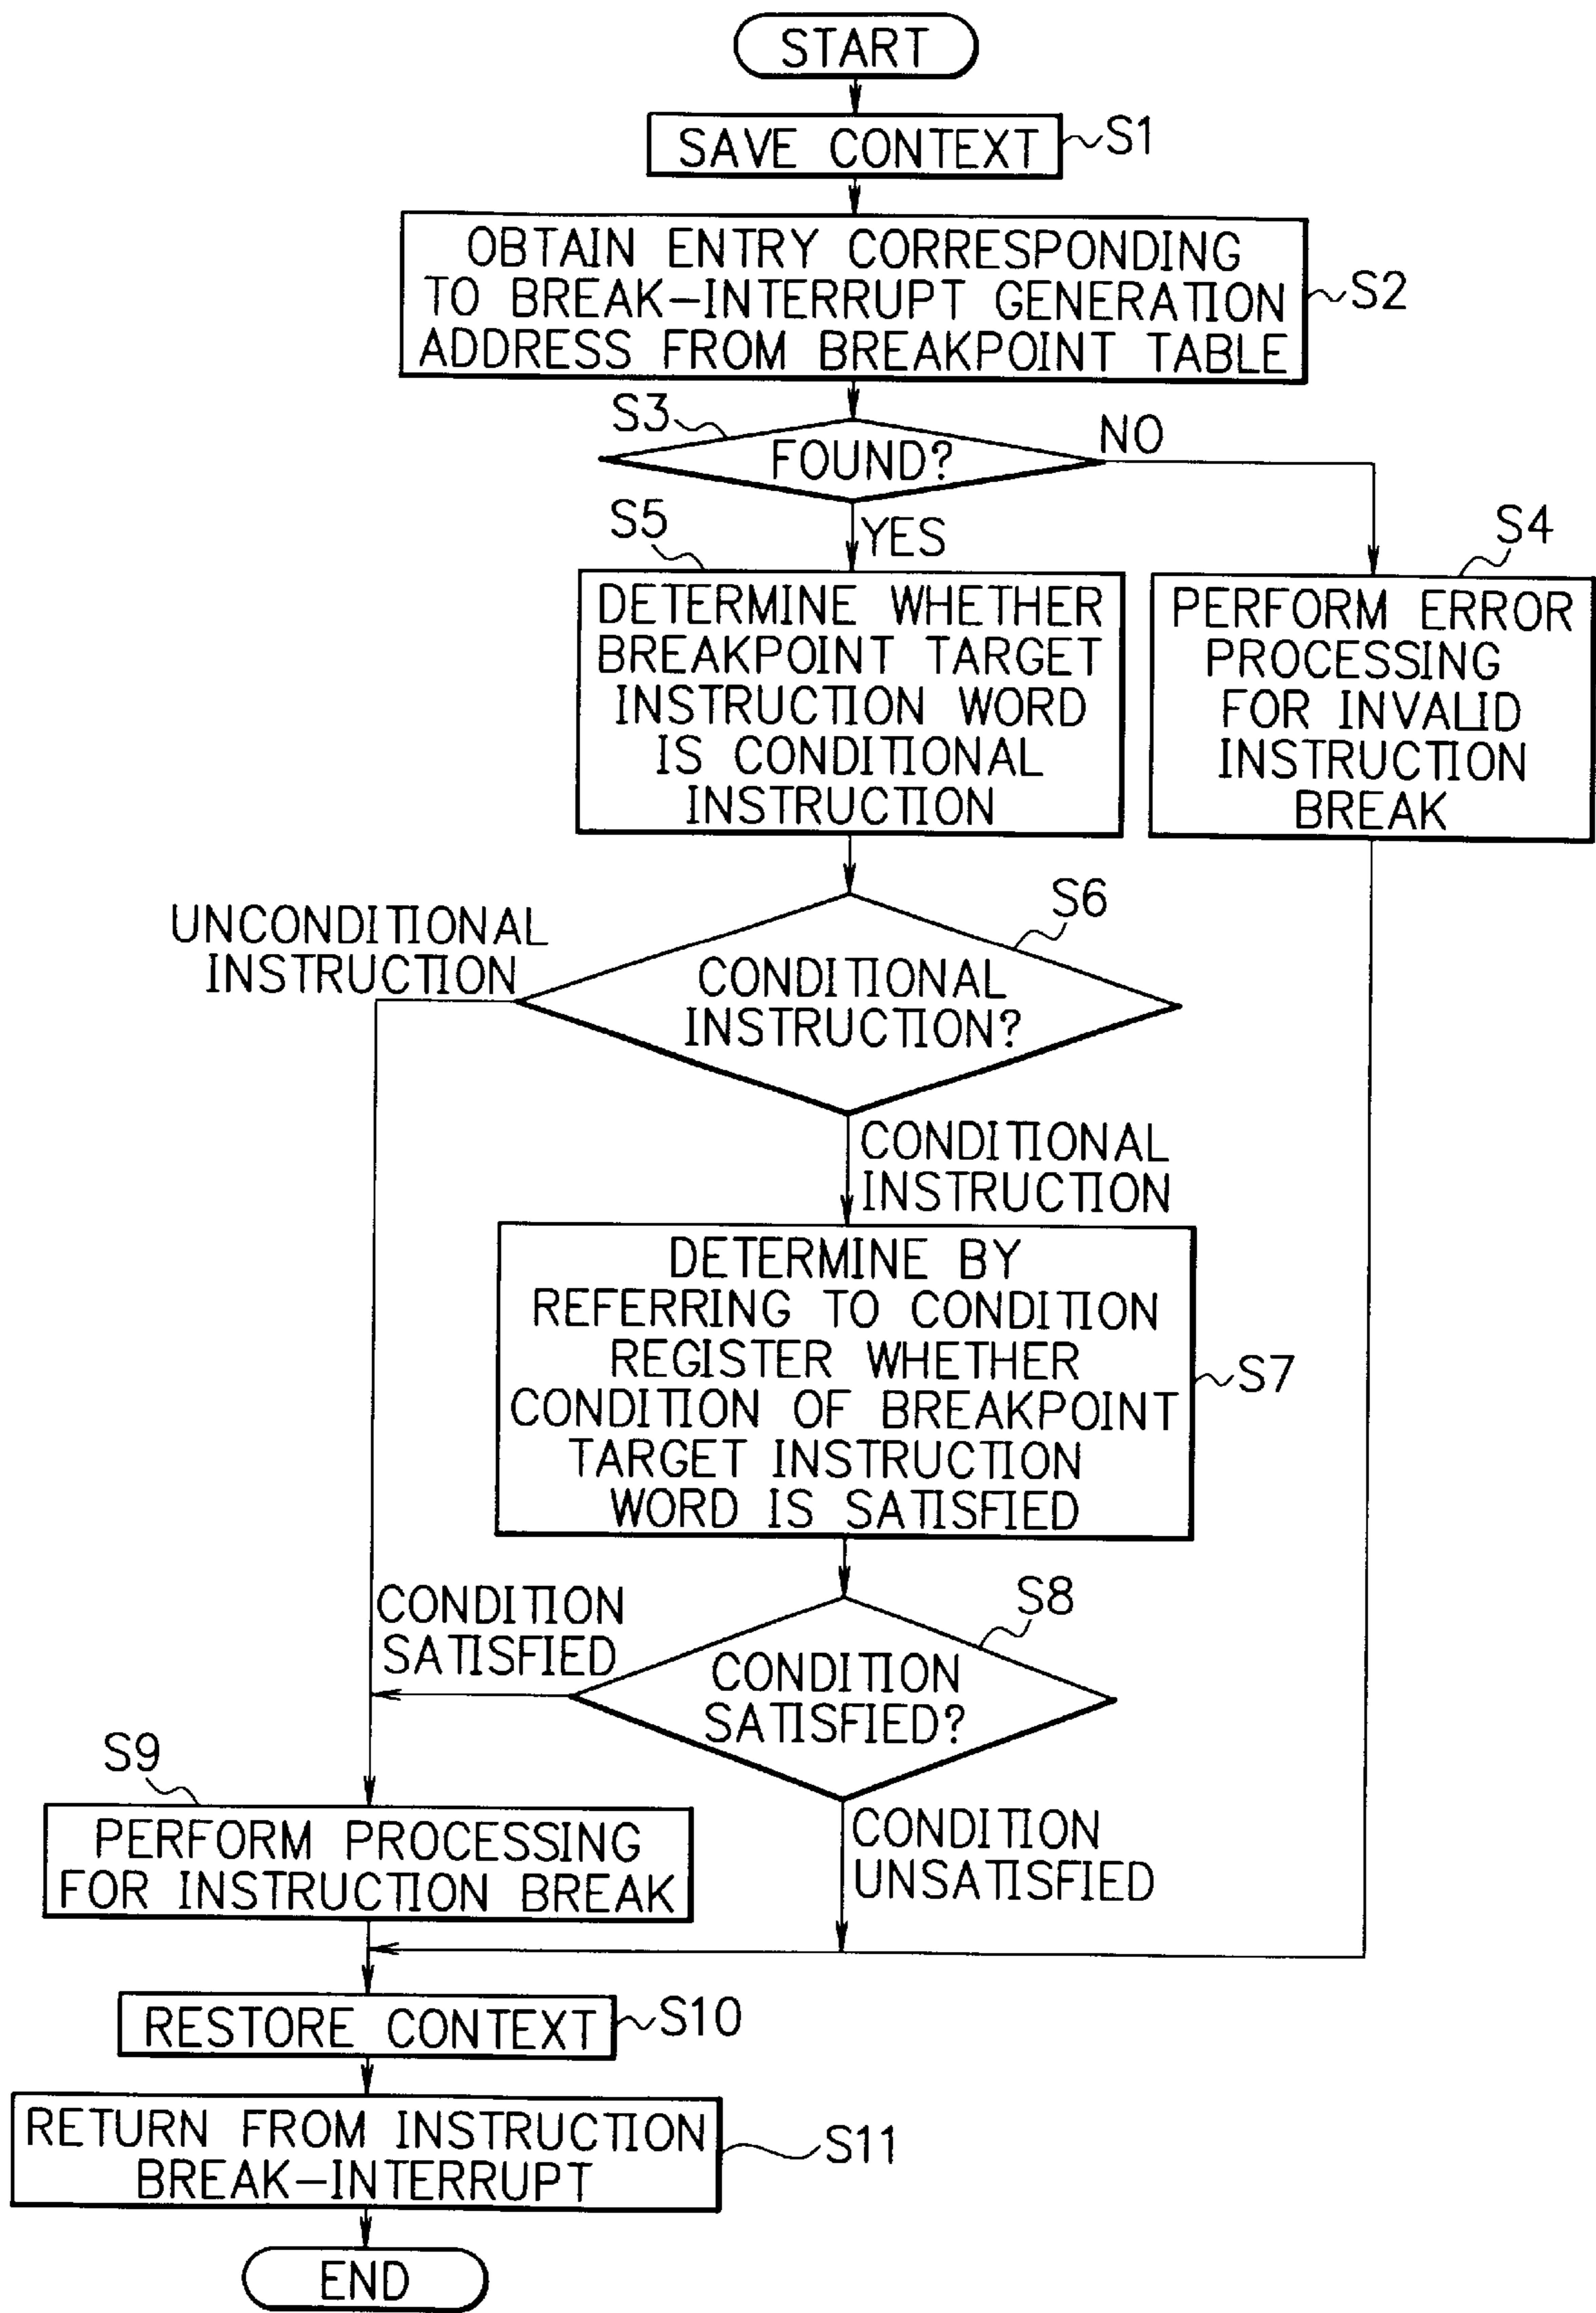 START
SAVE CONTEXT
S1
OBTAIN ENTRY CORRESPONDING
TO BREAK-INTERRUPT GENERATION
ADDRESS FROM BREAKPOINT TABLE
S2
S3
FOUND?
NO
YES
S5
DETERMINE WHETHER
BREAKPOINT TARGET
INSTRUCTION WORD
IS CONDITIONAL
INSTRUCTION
S4
PERFORM ERROR
PROCESSING
FOR INVALID
INSTRUCTION
BREAK
S6
UNCONDITIONAL
INSTRUCTION
CONDITIONAL
INSTRUCTION?
CONDITIONAL
INSTRUCTION
DETERMINE BY
REFERRING TO CONDITION
REGISTER WHETHER
CONDITION OF BREAKPOINT
TARGET INSTRUCTION
WORD IS SATISFIED
S7
S8
CONDITION
SATISFIED
CONDITION
SATISFIED?
S9
PERFORM PROCESSING
FOR INSTRUCTION BREAK
CONDITION
UNSATISFIED
RESTORE CONTEXT
S10
RETURN FROM INSTRUCTION
BREAK-INTERRUPT
S11
END